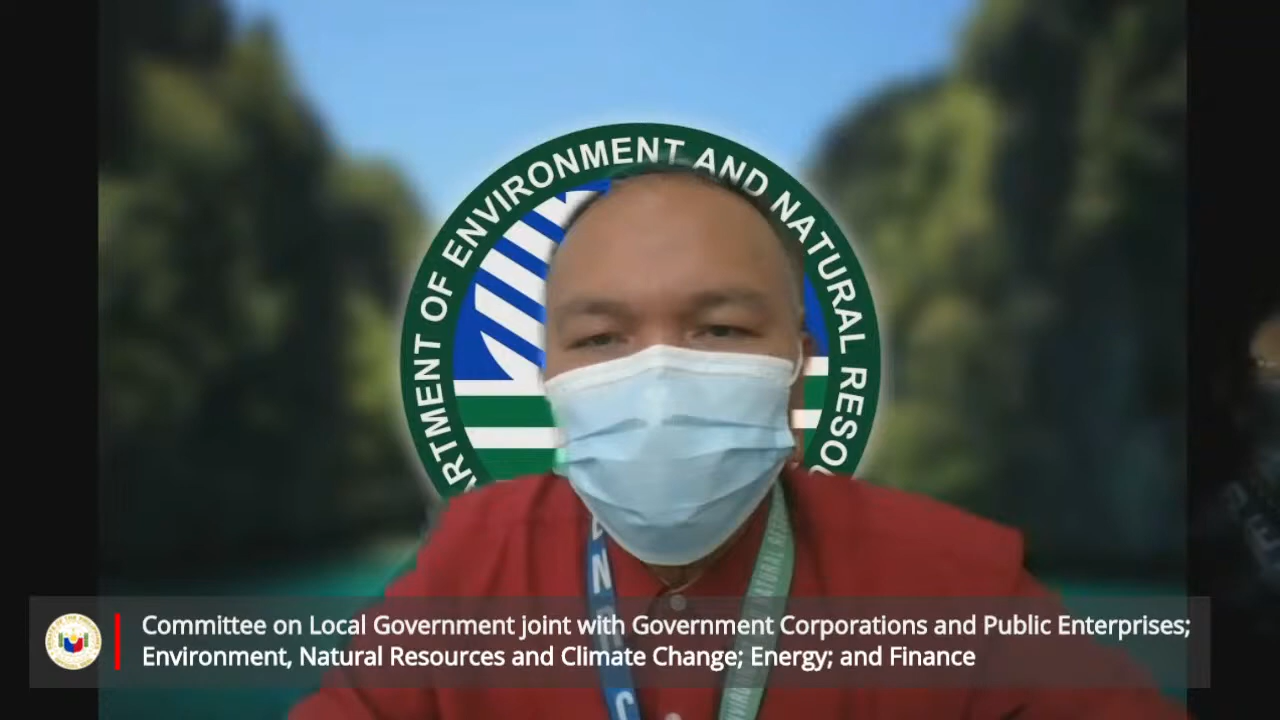 DEPARTMENT OF ENVIRONMENT AND NATURAL RESOU
Committee on Local Government joint with Government Corporations and Public Enterprises;
Environment, Natural Resources and Climate Change; Energy; and Finance